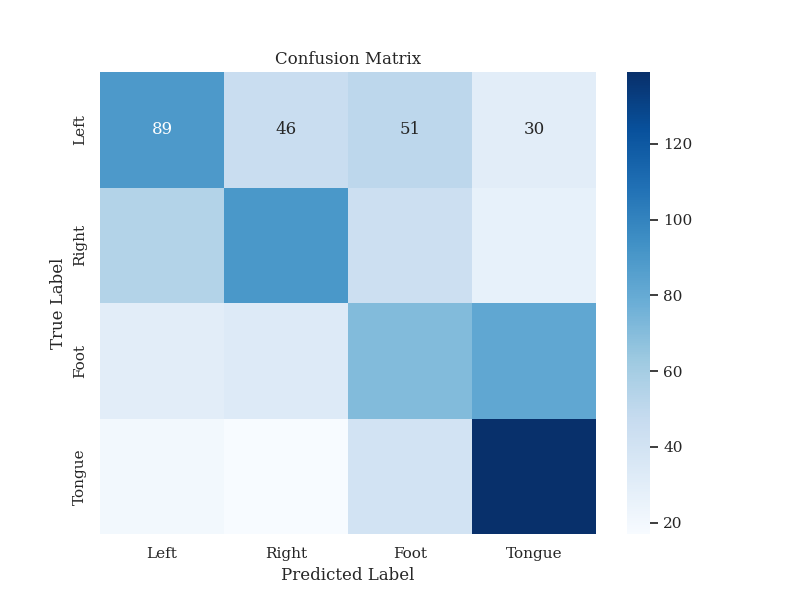 Confusion Matrix
True Label
Left
89 46 51 30
Right
Foot
Tongue
Left Right Foot Tongue
Predicted Label
120
100
80
60
40
20